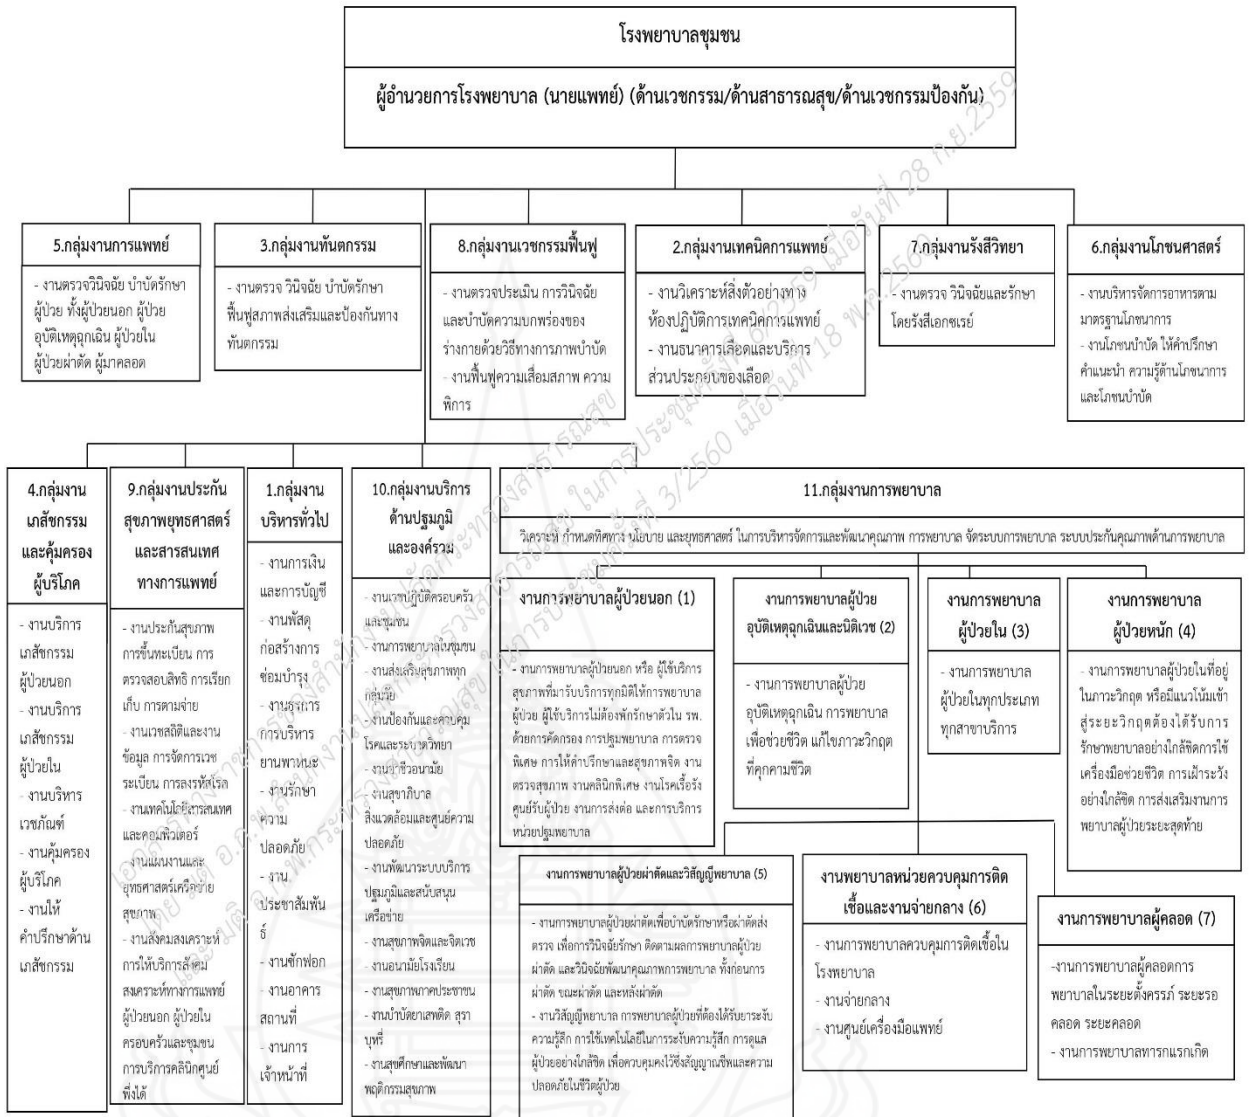 โรงพยาบาลชุมชน
ผู้อำนวยการโรงพยาบาล (นายแพทย์) (ด้านเวชกรรม/ด้านสาธารณสุข/ด้านเวชกรรมป้องกัน)
5.กลุ่มงานการแพทย์
- งานตรวจวินิจฉัย บำบัดรักษา
ผู้ป่วย ทั้งผู้ป่วยนอก ผู้ป่วย
อุบัติเหตุฉุกเฉิน ผู้ป่วยใน
ผู้ป่วยผ่าตัด ผู้มาคลอด
3.กลุ่มงานทันตกรรม
- งานตรวจ วินิจฉัย บำบัดรักษา
ฟื้นฟูสภาพส่งเสริมและป้องกันทาง
ทันตกรรม
8.กลุ่มงานเวชกรรมฟื้นฟู
- งานตรวจประเมิน การวินิจฉัย
และบำบัดความบกพร่องของ
ร่างกายด้วยวิธีทางการภาพบำบัด
- งานฟื้นฟูความเสื่อมสภาพ ความ
พิการ
2.กลุ่มงานเทคนิคการแพทย์
- งานวิเคราะห์สิ่งตัวอย่างทาง
ห้องปฏิบัติการเทคนิคการแพทย์
- งานธนาคารเลือดและบริการ
ส่วนประกอบของเลือด
7.กลุ่มงานรังสีวิทยา
- งานตรวจ วินิจฉัยและรักษา
โดยรังสีเอกซเรย์
6.กลุ่มงานโภชนศาสตร์
- งานบริหารจัดการอาหารตาม
มาตรฐานโภชนาการ
- งานโภชนบำบัด ให้คำปรึกษา
คำแนะนำ ความรู้ด้านโภชนาการ
และโภชนบำบัด
4.กลุ่มงาน
เภสัชกรรม
และคุ้มครอง
ผู้บริโภค
- งานบริการ
เภสัชกรรม
ผู้ป่วยนอก
- งานบริการ
เภสัชกรรม
ผู้ป่วยใน
- งานบริหาร
เวชภัณฑ์
- งานคุ้มครอง
ผู้บริโภค
- งานให้
คำปรึกษาด้าน
เภสัชกรรม
9.กลุ่มงานประกัน
สุขภาพยุทธศาสตร์
และสารสนเทศ
ทางการแพทย์
- งานประกันสุขภาพ
การขึ้นทะเบียน การ
ตรวจสอบสิทธิ การเรียก
เก็บ การตามจ่าย
- งานเวชสถิติและงาน
ข้อมูล การจัดการเวช
ระเบียน การลงรหัสโรค
- งานเทคโนโลยีสารสนเทศ
และคอมพิวเตอร์
- งานแผนงานและ
ยุทธศาสตร์เครือข่าย
สุขภาพ
- งานสังคมสงเคราะห์
การให้บริการสังคม
สงเคราะห์ทางการแพทย์
ผู้ป่วยนอก ผู้ป่วยใน
ครอบครัวและชุมชน
การบริการคลินิกศูนย์
พึ่งได้
1.กลุ่มงาน
บริหารทั่วไป
- งานการเงิน
และการบัญชี
- งานพัสดุ
ก่อสร้างการ
ซ่อมบำรุง
- งานธุรการ
การบริหาร
ยานพาหนะ
- งานรักษา
ความ
ปลอดภัย
- งาน
ประชาสัมพัน
ธ์
- งานซักฟอก
- งานอาคาร
สถานที่
- งานการ
เจ้าหน้าที่
10.กลุ่มงานบริการ
ด้านปฐมภูมิ
และองค์รวม
- งานเวชปฏิบัติครอบครัว
และชุมชน
- งานการพยาบาลในชุมชน
- งานส่งเสริมสุขภาพทุก
กลุ่มวัย
- งานป้องกันและควบคุม
โรคและระบาดวิทยา
- งานอาชีวอนามัย
- งานสุขาภิบาล
สิ่งแวดล้อมและศูนย์ความ
ปลอดภัย
- งานพัฒนาระบบบริการ
ปฐมภูมิและสนับสนุน
เครือข่าย
- งานสุขภาพจิตและจิตเวช
- งานอนามัยโรงเรียน
- งานสุขภาพภาคประชาชน
- งานบำบัดยาเสพติด สุรา
บุหรี่
- งานสุขศึกษาและพัฒนา
พฤติกรรมสุขภาพ
11.กลุ่มงานการพยาบาล
วิเคราะห์ กำหนดทิศทาง นโยบาย และยุทธศาสตร์ ในการบริหารจัดการและพัฒนาคุณภาพ การพยาบาล จัดระบบการพยาบาล ระบบประกันคุณภาพด้านการพยาบาล
งานการพยาบาลผู้ป่วยนอก (1)
- งานการพยาบาลผู้ป่วยนอก หรือ ผู้ใช้บริการ
สุขภาพที่มารับบริการทุกมิติให้การพยาบาล
ผู้ป่วย ผู้ใช้บริการไม่ต้องพักรักษาตัวใน รพ.
ด้วยการคัดกรอง การปฐมพยาบาล การตรวจ
พิเศษ การให้คำปรึกษาและสุขภาพจิต งาน
ตรวจสุขภาพ งานคลินิกพิเศษ งานโรคเรื้อรัง
ศูนย์รับผู้ป่วย งานการส่งต่อ และการบริการ
หน่วยปฐมพยาบาล
งานการพยาบาลผู้ป่วย
อุบัติเหตุฉุกเฉินและนิติเวช (2)
- งานการพยาบาลผู้ป่วย
อุบัติเหตุฉุกเฉิน การพยาบาล
เพื่อช่วยชีวิต แก้ไขภาวะวิกฤต
ที่คุกคามชีวิต
งานการพยาบาล
ผู้ป่วยใน (3)
- งานการพยาบาล
ผู้ป่วยในทุกประเภท
ทุกสาขาบริการ
งานการพยาบาล
ผู้ป่วยหนัก (4)
- งานการพยาบาลผู้ป่วยในที่อยู่
ในภาวะวิกฤต หรือมีแนวโน้มเข้า
สู่ระยะวิกฤตต้องได้รับการ
รักษาพยาบาลอย่างใกล้ชิดการใช้
เครื่องมือช่วยชีวิต การเฝ้าระวัง
อย่างใกล้ชิด การส่งเสริมงานการ
พยาบาลผู้ป่วยระยะสุดท้าย
งานการพยาบาลผู้ป่วยผ่าตัดและวิสัญญีพยาบาล (5)
- งานการพยาบาลผู้ป่วยผ่าตัดเพื่อบำบัดรักษาหรือผ่าตัดส่ง
ตรวจ เพื่อการวินิจฉัยรักษา ติดตามผลการพยาบาลผู้ป่วย
ผ่าตัด และวินิจฉัยพัฒนาคุณภาพการพยาบาล ทั้งก่อนการ
ผ่าตัด ขณะผ่าตัด และหลังผ่าตัด
- งานวิสัญญีพยาบาล การพยาบาลผู้ป่วยที่ต้องได้รับยาระงับ
ความรู้สึก การใช้เทคโนโลยีในการระงับความรู้สึก การดูแล
ผู้ป่วยอย่างใกล้ชิด เพื่อควบคุมคงไว้ซึ่งสัญญาณชีพและความ
ปลอดภัยในชีวิตผู้ป่วย
งานพยาบาลหน่วยควบคุมการติด
เชื้อและงานจ่ายกลาง (6)
- งานการพยาบาลควบคุมการติดเชื้อใน
โรงพยาบาล
- งานจ่ายกลาง
- งานศูนย์เครื่องมือแพทย์
งานการพยาบาลผู้คลอด (7)
-งานการพยาบาลผู้คลอดการ
พยาบาลในระยะตั้งครรภ์ ระยะรอ
คลอด ระยะคลอด
- งานการพยาบาลทารกแรกเกิด